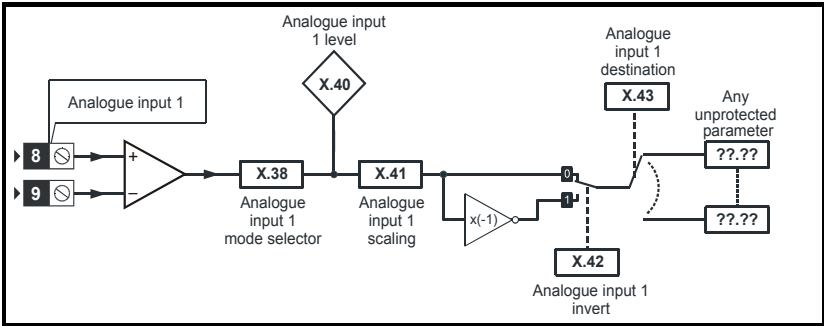 Analogue input
1 level
X.40
Analogue
input 1
destination
X.43
Any
unprotected
parameter
Analogue input 1
8
9
+
−
X.38
Analogue
input 1
mode selector
X.41
Analogue
input 1
scaling
x(-1)
0
1
X.42
Analogue input 1
invert
??.??
??.??